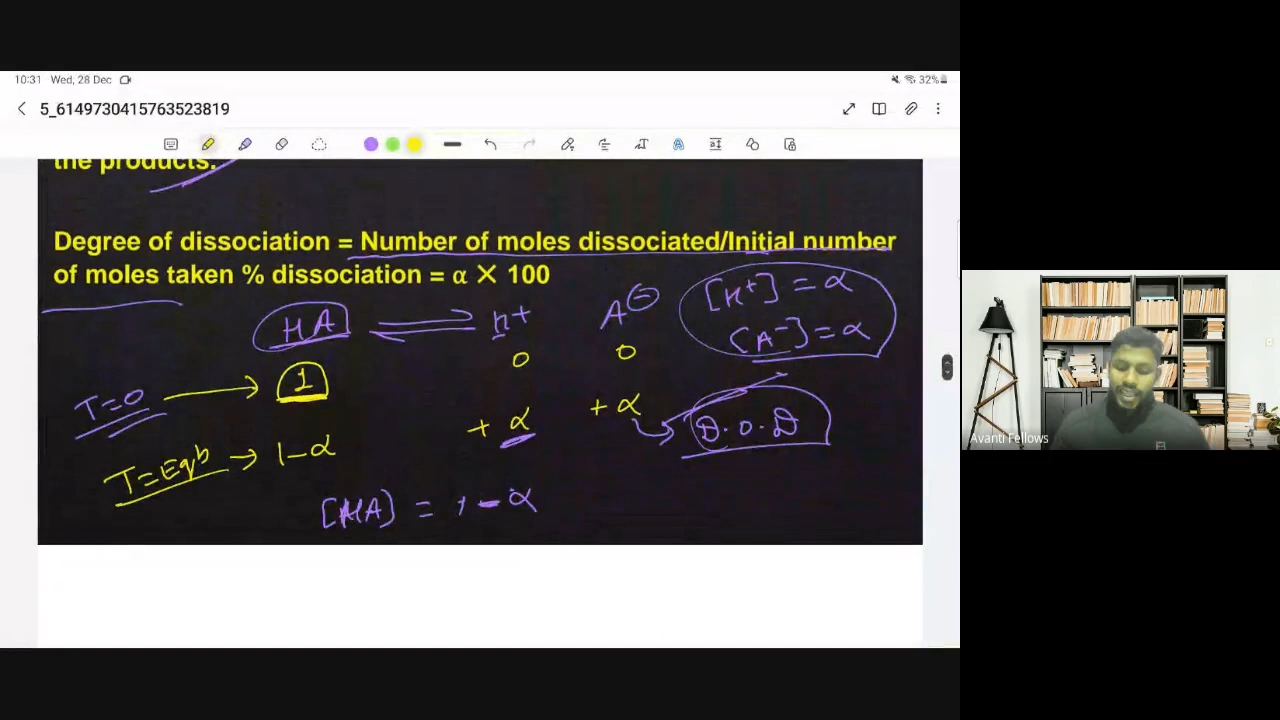 10:31 Wed, 28 Dec
32%
5_6149730415763523819
the products.
Degree of dissociation = Number of moles dissociated/Initial number
of moles taken % dissociation = α × 100
HA ⇌ H+ A⊖
[H+] = α
[A-] = α
T=0 → 1 0 0
T=Eqb → 1-α + α + α
D.O.D
[HA] = 1-α
Avanti Fellows